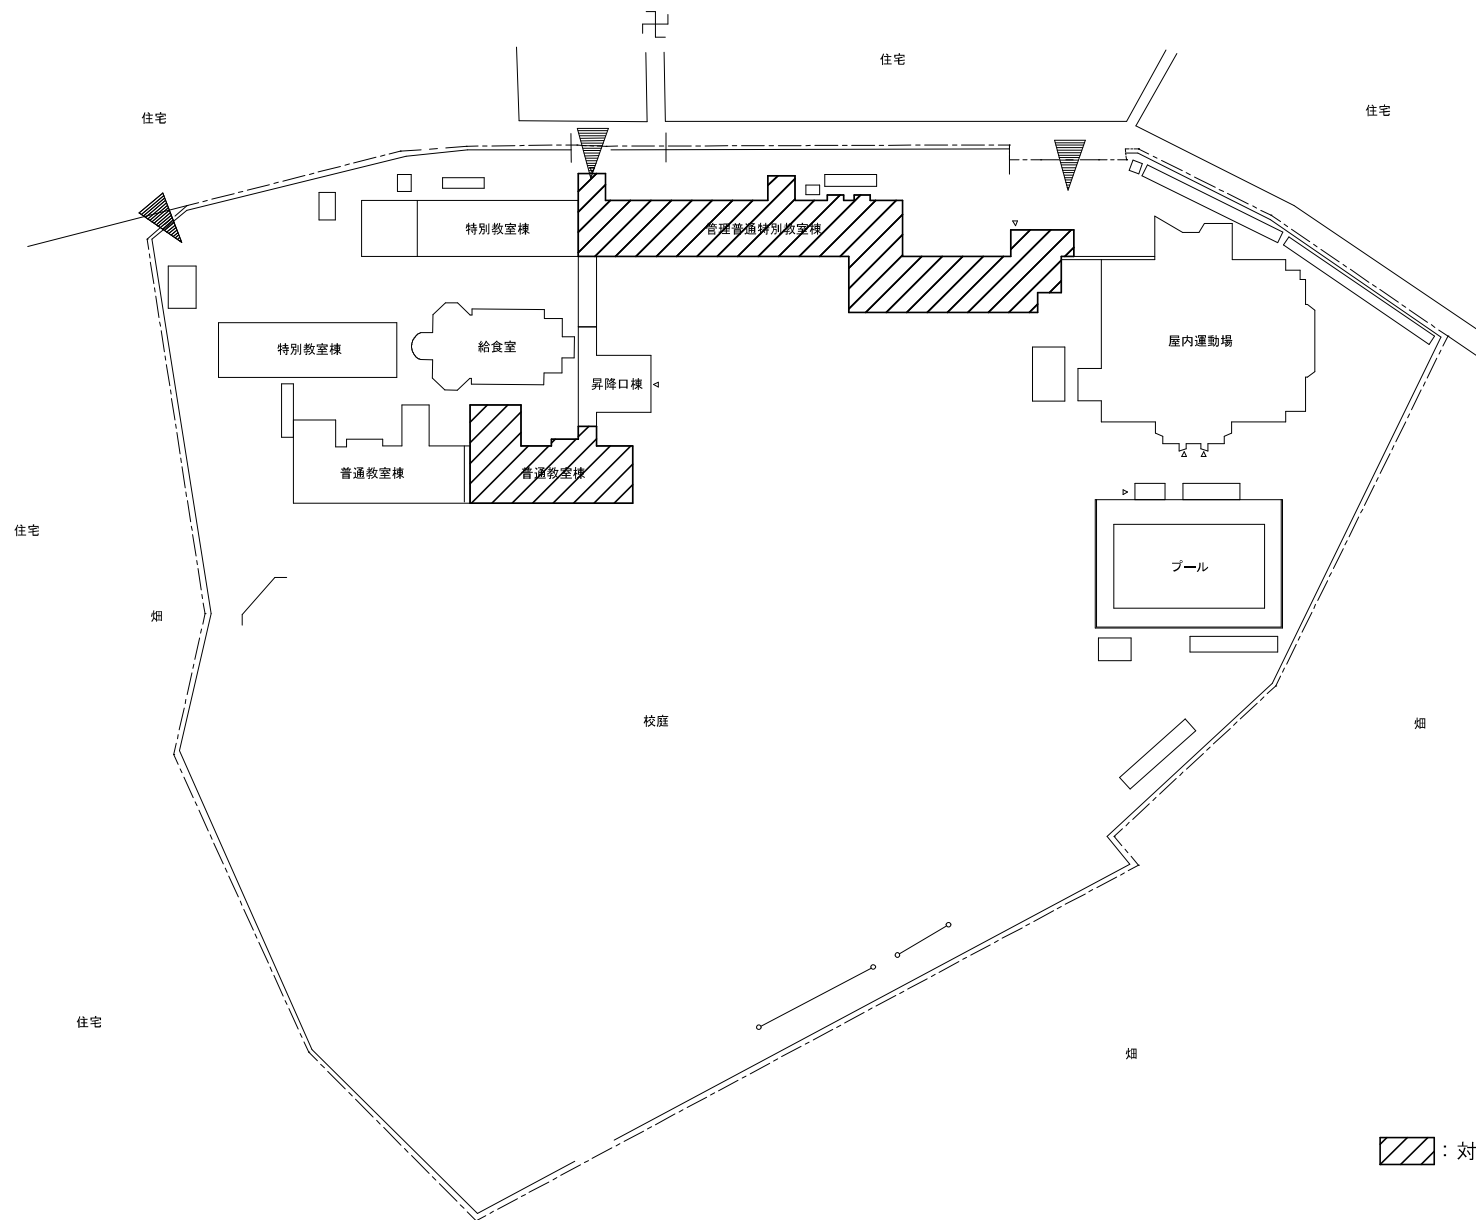 住宅
住宅
住宅
特別教室棟
管理普通特別教室棟
特別教室棟
給食室
屋内運動場
昇降口棟
普通教室棟
普通教室棟
住宅
プール
畑
校庭
畑
住宅
畑
：対